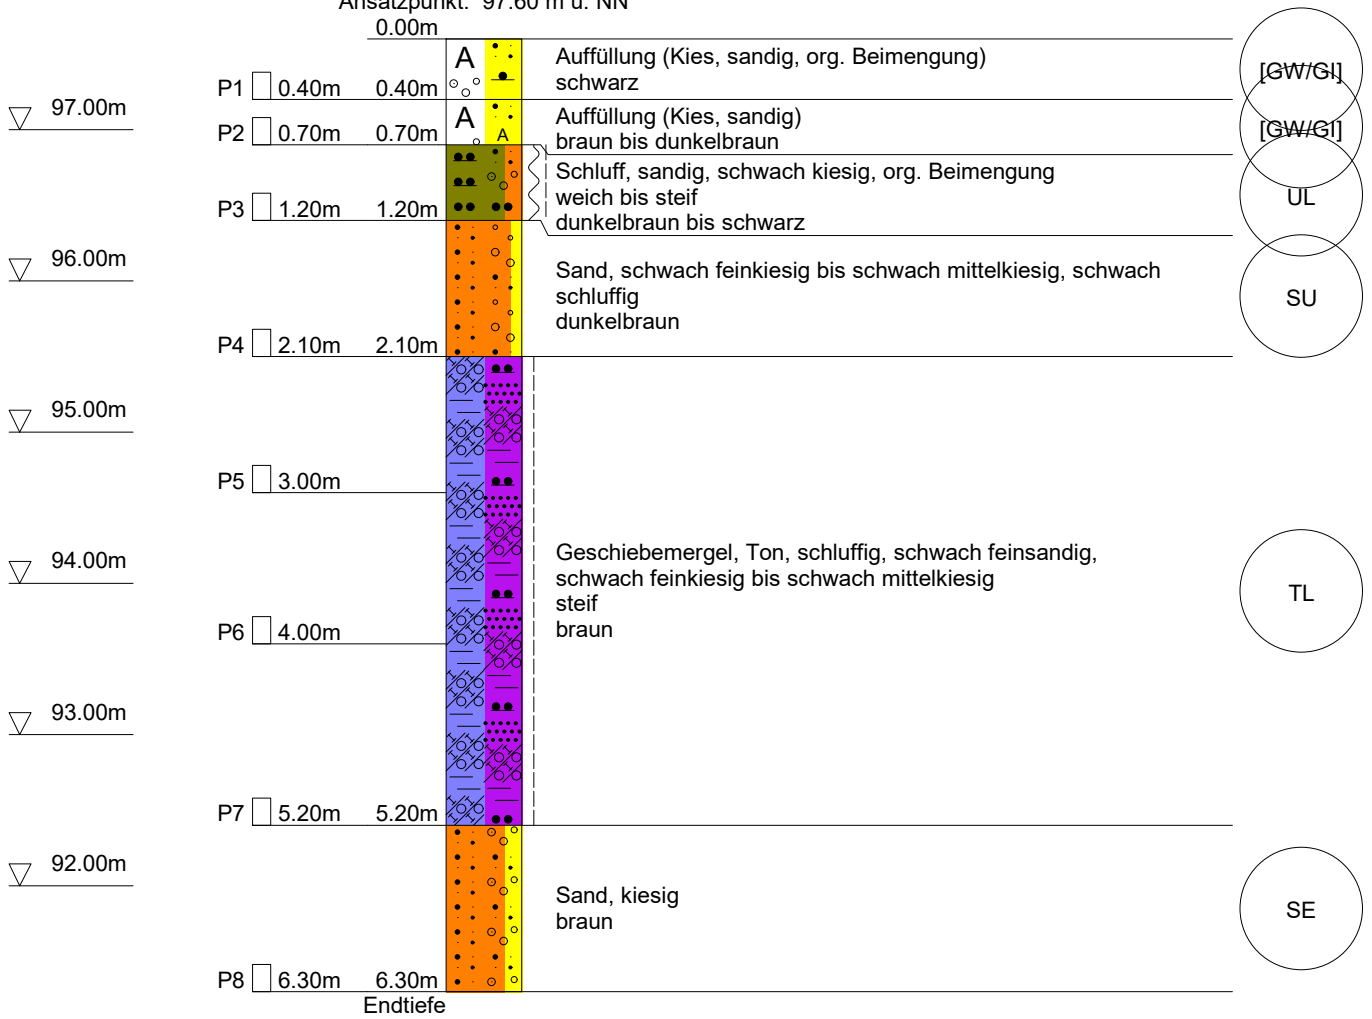 Ansatzpunkt: 97.60 m ü. NN
0.00m
A
Auffüllung (Kies, sandig, org. Beimengung)
schwarz
[GW/GI]
P1 0.40m 0.40m
97.00m
A
A
Auffüllung (Kies, sandig)
braun bis dunkelbraun
[GW/GI]
P2 0.70m 0.70m
Schluff, sandig, schwach kiesig, org. Beimengung
weich bis steif
dunkelbraun bis schwarz
UL
P3 1.20m 1.20m
96.00m
Sand, schwach feinkiesig bis schwach mittelkiesig, schwach
schluffig
dunkelbraun
SU
P4 2.10m 2.10m
95.00m
P5 3.00m
94.00m
Geschiebemergel, Ton, schluffig, schwach feinsandig,
schwach feinkiesig bis schwach mittelkiesig
steif
braun
TL
P6 4.00m
93.00m
P7 5.20m 5.20m
92.00m
Sand, kiesig
braun
SE
P8 6.30m 6.30m
Endtiefe